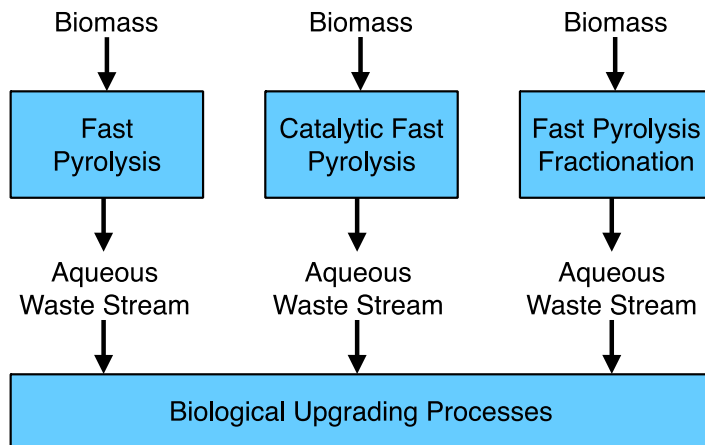 Biomass
Biomass
Biomass
Fast
Pyrolysis
Catalytic Fast
Pyrolysis
Fast Pyrolysis
Fractionation
Aqueous
Waste Stream
Aqueous
Waste Stream
Aqueous
Waste Stream
Biological Upgrading Processes